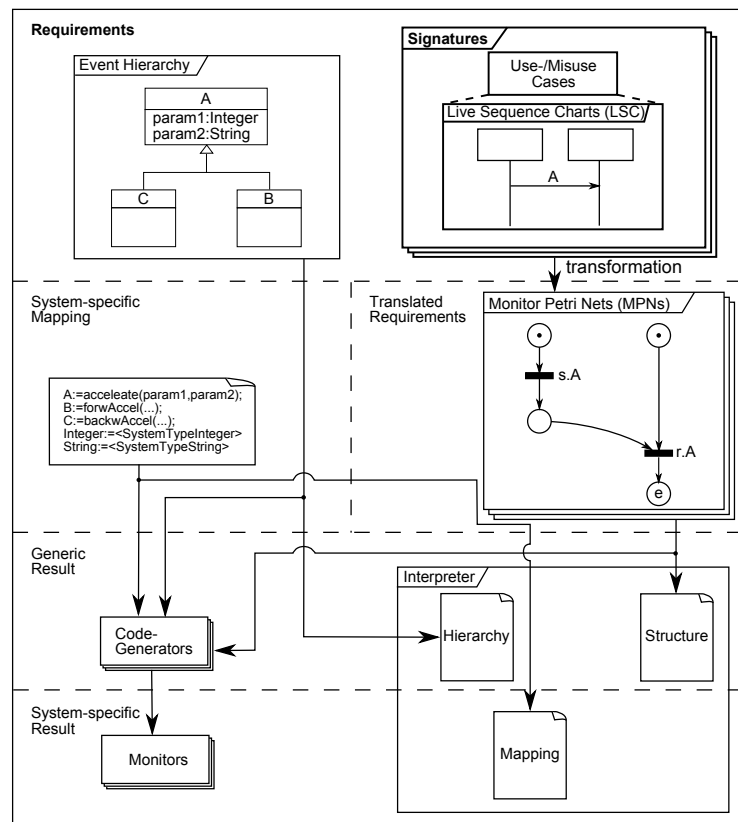 Requirements
Event Hierarchy
A
param1:Integer
param2:String
C
B
Signatures
Use-/Misuse
Cases
Live Sequence Charts (LSC)
A
transformation
System-specific
Mapping
A:=acceleate(param1,param2);
B:=forwAccel(...);
C:=backwAccel(...);
Integer:=<SystemTypeInteger>
String:=<SystemTypeString>
Translated
Requirements
Monitor Petri Nets (MPNs)
s.A
r.A
e
Generic
Result
Code-
Generators
Interpreter
Hierarchy
Structure
System-specific
Result
Monitors
Mapping